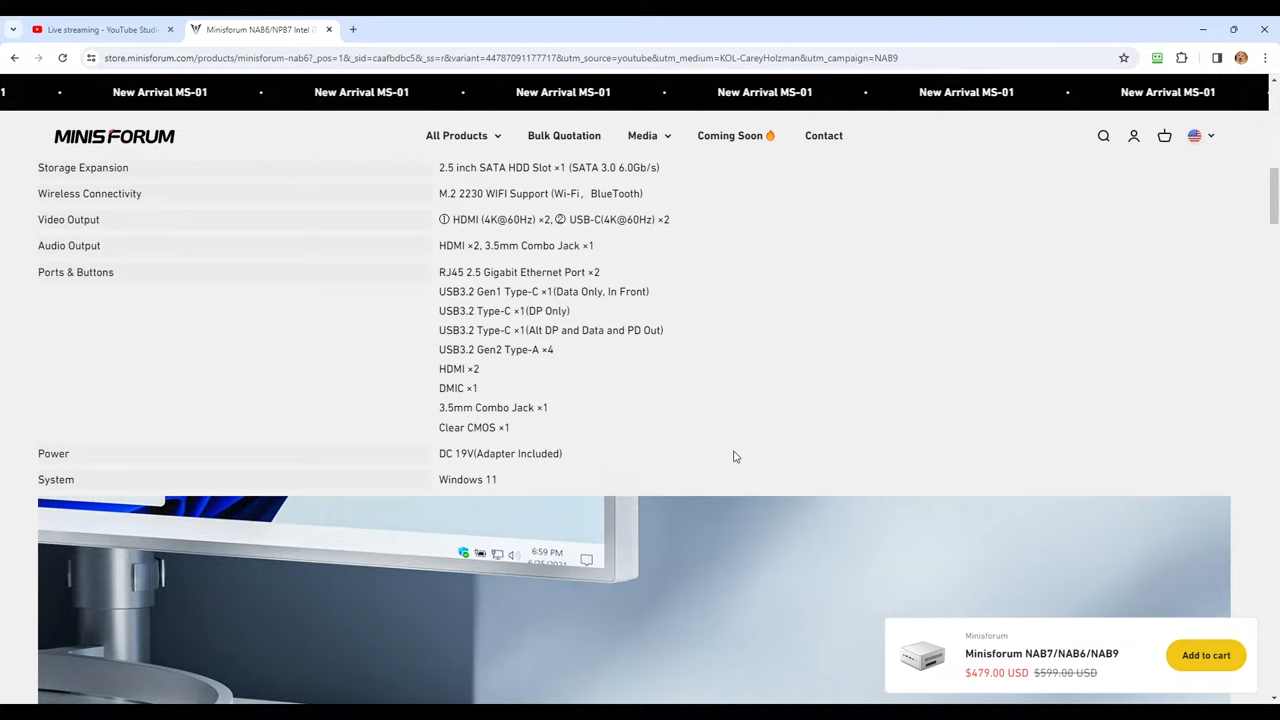 Live streaming - YouTube Studi
Minisforum NAB6/NPB7 Intel i7
store.minisforum.com/products/minisforum-nab6?_pos=1&_sid=caafbdbc5&_ss=r&variant=44787091177717&utm_source=youtube&utm_medium=KOL-CareyHolzman&utm_campaign=NAB9
1 • New Arrival MS-01 • New Arrival MS-01 • New Arrival MS-01 • New Arrival MS-01 • New Arrival MS-01 • New Arrival MS-01
MINISFORUM
All Products
Bulk Quotation
Media
Coming Soon🔥
Contact
Storage Expansion 2.5 inch SATA HDD Slot ×1 (SATA 3.0 6.0Gb/s)
Wireless Connectivity M.2 2230 WIFI Support (Wi-Fi，BlueTooth)
Video Output ① HDMI (4K@60Hz) ×2, ② USB-C(4K@60Hz) ×2
Audio Output HDMI ×2, 3.5mm Combo Jack ×1
Ports & Buttons RJ45 2.5 Gigabit Ethernet Port ×2
USB3.2 Gen1 Type-C ×1(Data Only, In Front)
USB3.2 Type-C ×1(DP Only)
USB3.2 Type-C ×1(Alt DP and Data and PD Out)
USB3.2 Gen2 Type-A ×4
HDMI ×2
DMIC ×1
3.5mm Combo Jack ×1
Clear CMOS ×1
Power DC 19V(Adapter Included)
System Windows 11
6:59 PM
6/25/2021
Minisforum
Minisforum NAB7/NAB6/NAB9
$479.00 USD $599.00 USD
Add to cart